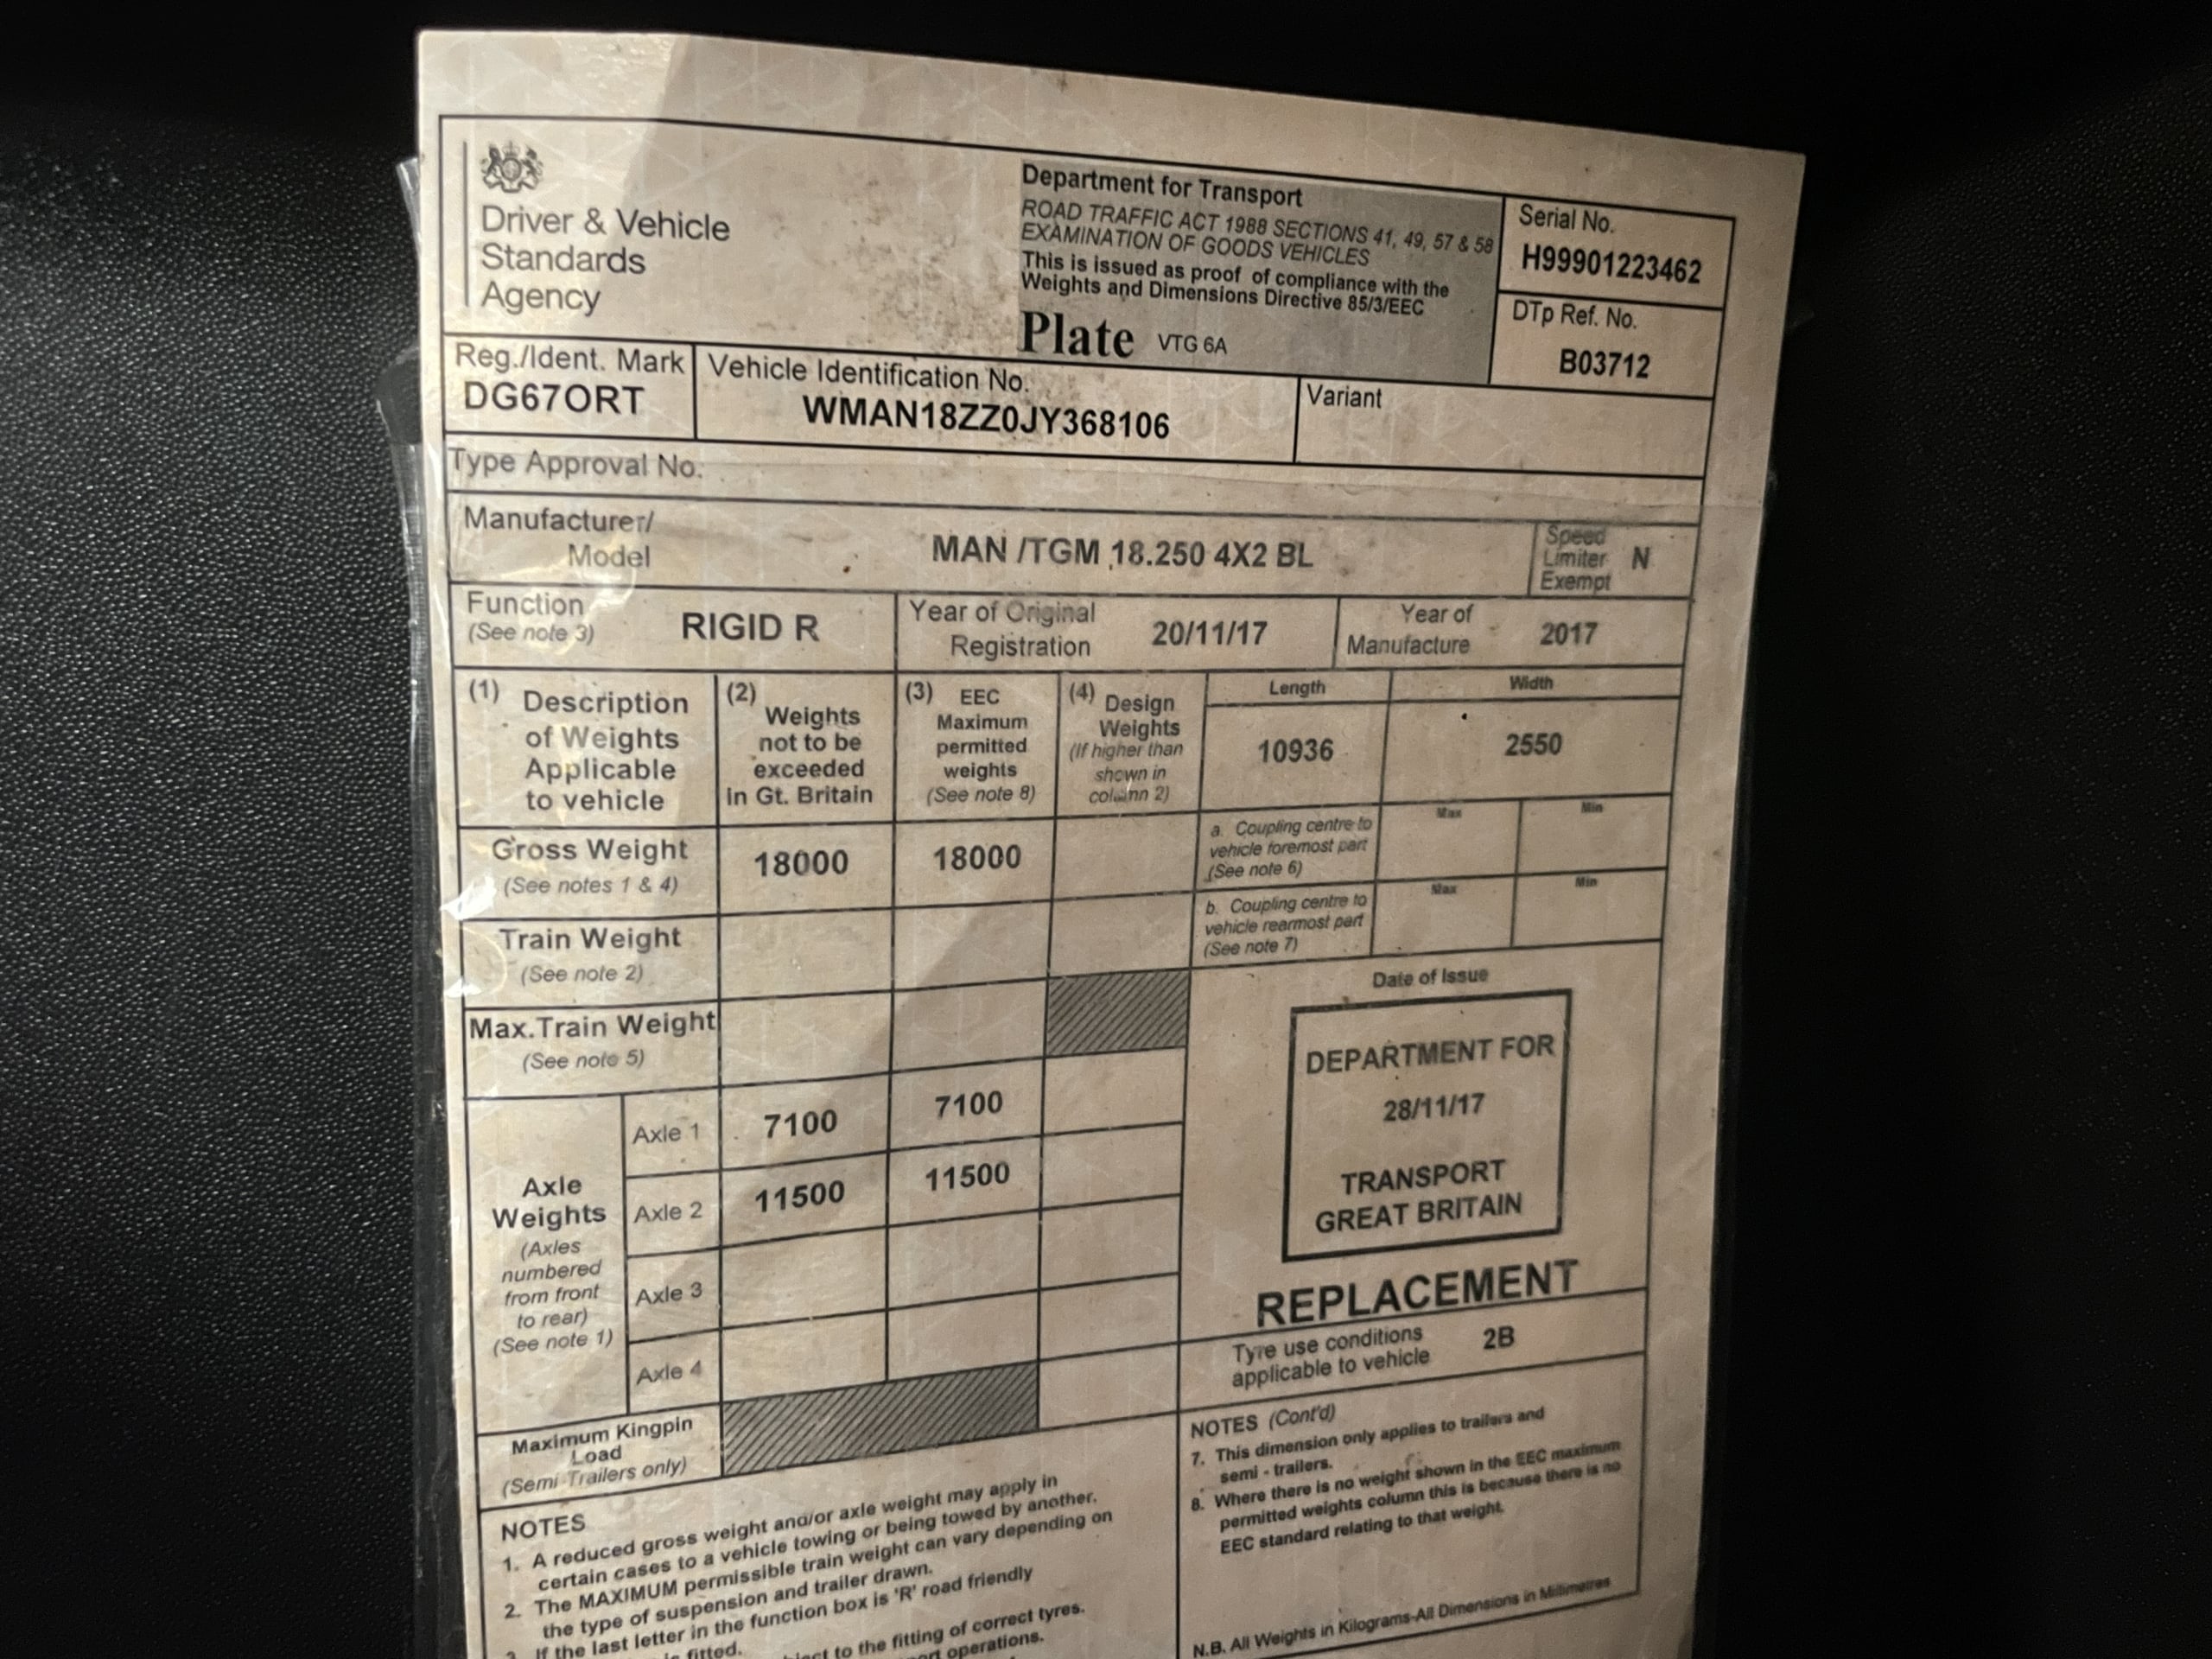 Driver & Vehicle
Standards
Agency
Department for Transport
ROAD TRAFFIC ACT 1988 SECTIONS 41, 49, 57 & 58
EXAMINATION OF GOODS VEHICLES
This is issued as proof of compliance with the
Weights and Dimensions Directive 85/3/EEC
Plate VTG 6A
Serial No.
H99901223462
DTp Ref. No.
B03712
Reg./Ident. Mark
DG67ORT
Vehicle Identification No.
WMAN18ZZ0JY368106
Variant
Type Approval No.
Manufacturer/
Model
MAN /TGM 18.250 4X2 BL
Speed
Limiter
Exempt
N
Function
(See note 3)
RIGID R
Year of Original
Registration
20/11/17
Year of
Manufacture
2017
(1) Description
of Weights
Applicable
to vehicle
(2) Weights
not to be
exceeded
in Gt. Britain
(3) EEC
Maximum
permitted
weights
(See note 8)
(4) Design
Weights
(If higher than
shown in
column 2)
Length
10936
Width
2550
Gross Weight
(See notes 1 & 4)
18000
18000
a. Coupling centre to
vehicle foremost part
(See note 6)
Max
Min
Train Weight
(See note 2)
b. Coupling centre to
vehicle rearmost part
(See note 7)
Max
Min
Max.Train Weight
(See note 5)
Date of Issue
DEPARTMENT FOR
28/11/17
TRANSPORT
GREAT BRITAIN
REPLACEMENT
Axle
Weights
(Axles
numbered
from front
to rear)
(See note 1)
Axle 1
7100
7100
Axle 2
11500
11500
Axle 3
Axle 4
Tyre use conditions
applicable to vehicle
2B
Maximum Kingpin
Load
(Semi Trailers only)
NOTES
1. A reduced gross weight and/or axle weight may apply in
certain cases to a vehicle towing or being towed by another.
2. The MAXIMUM permissible train weight can vary depending on
the type of suspension and trailer drawn.
3. If the last letter in the function box is 'R' road friendly
is fitted.
to the fitting of correct tyres.
operations.
NOTES (Cont'd)
7. This dimension only applies to trailers and
semi - trailers.
8. Where there is no weight shown in the EEC maximum
permitted weights column this is because there is no
EEC standard relating to that weight.
N.B. All Weights in Kilograms-All Dimensions in Millimetres